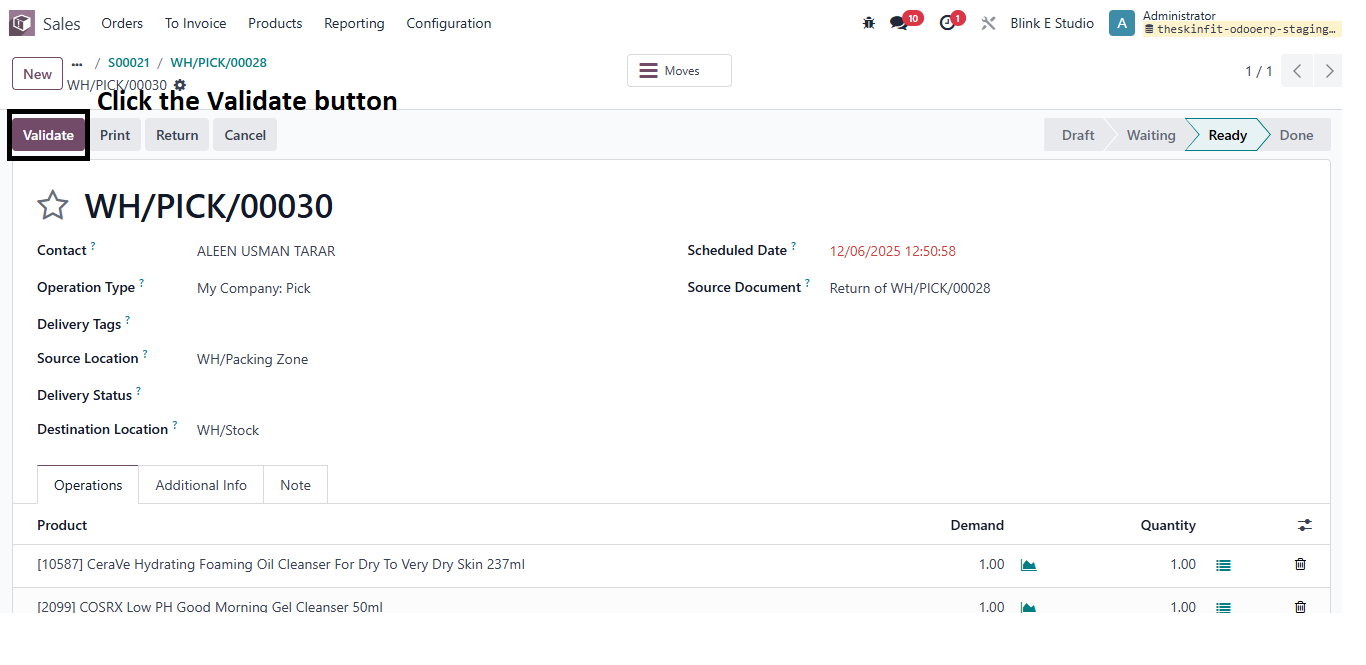 Sales Orders To Invoice Products Reporting Configuration 10 1 Blink E Studio A Administrator
theskinfit-odooerp-staging...
New ... / S00021 / WH/PICK/00028 Moves 1 / 1
WH/PICK/00030
Click the Validate button
Validate Print Return Cancel Draft Waiting Ready Done
WH/PICK/00030
Contact ? ALEEN USMAN TARAR Scheduled Date ? 12/06/2025 12:50:58
Operation Type ? My Company: Pick Source Document ? Return of WH/PICK/00028
Delivery Tags ?
Source Location ? WH/Packing Zone
Delivery Status ?
Destination Location ? WH/Stock
Operations Additional Info Note
Product Demand Quantity
[10587] CeraVe Hydrating Foaming Oil Cleanser For Dry To Very Dry Skin 237ml 1.00 1.00
[2099] COSRX Low PH Good Morning Gel Cleanser 50ml 1.00 1.00